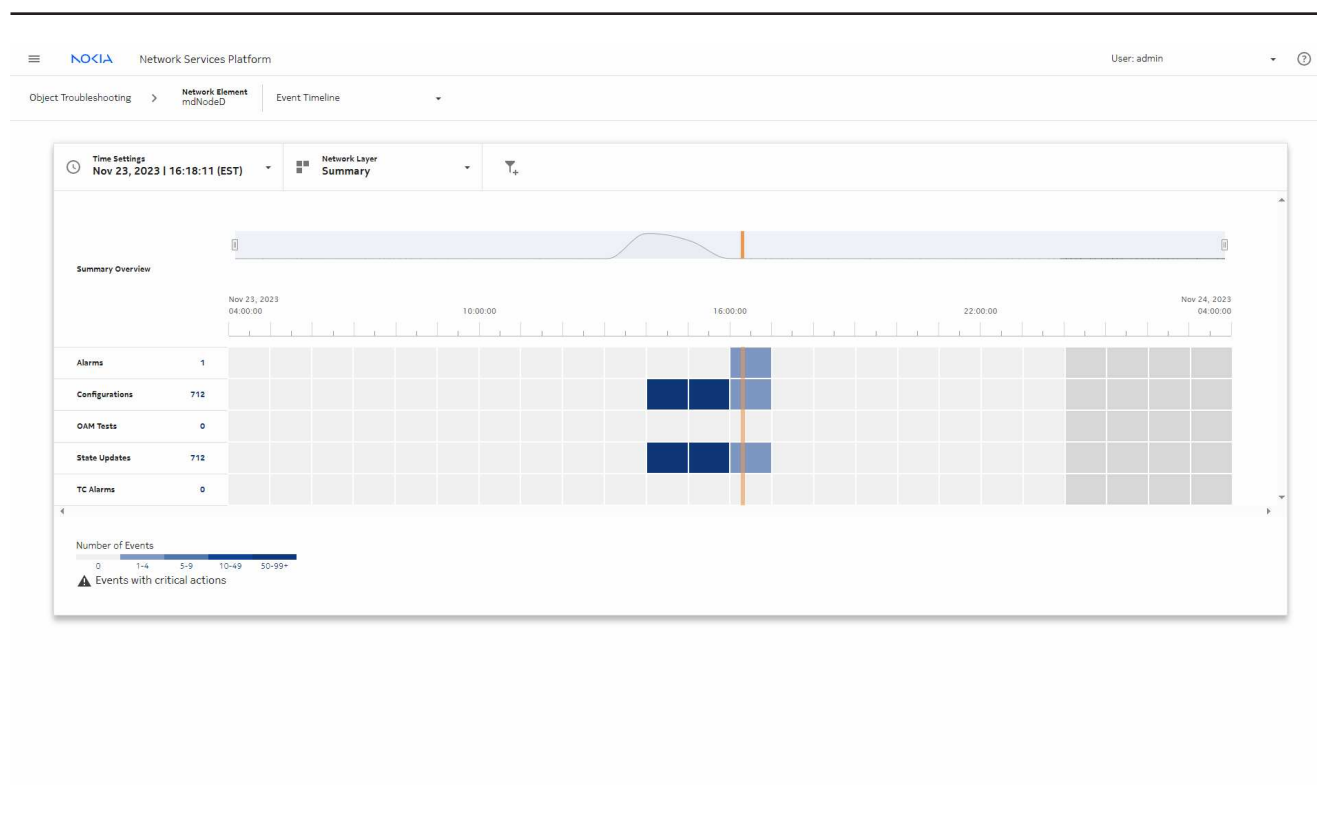 NOKIA Network Services Platform User: admin
Object Troubleshooting > Network Element mdNodeD Event Timeline
Time Settings
Nov 23, 2023 | 16:18:11 (EST)
Network Layer
Summary
Summary Overview
Nov 23, 2023 Nov 24, 2023
04:00:00 10:00:00 16:00:00 22:00:00 04:00:00
Alarms 1
Configurations 712
OAM Tests 0
State Updates 712
TC Alarms 0
Number of Events
0 1-4 5-9 10-49 50-99+
Events with critical actions